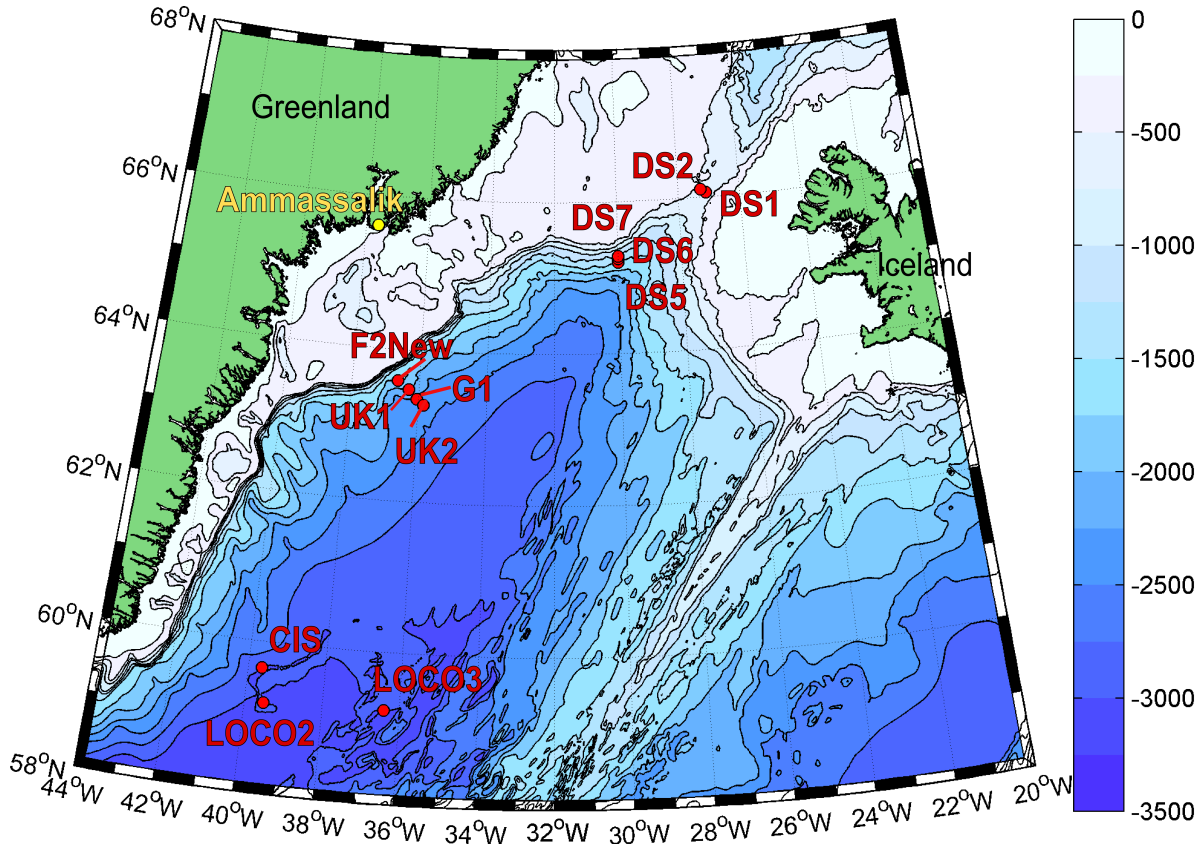 68°N
0
Greenland
-500
66°N
DS2
Ammassalik
DS1
DS7
-1000
DS6
Iceland
DS5
64°N
F2New
-1500
G1
UK1
UK2
62°N
-2000
-2500
60°N
CIS
LOCO3
-3000
LOCO2
58°N
44°W
42°W
40°W
38°W
36°W
34°W
32°W
30°W
28°W
26°W
24°W
22°W
20°W
-3500